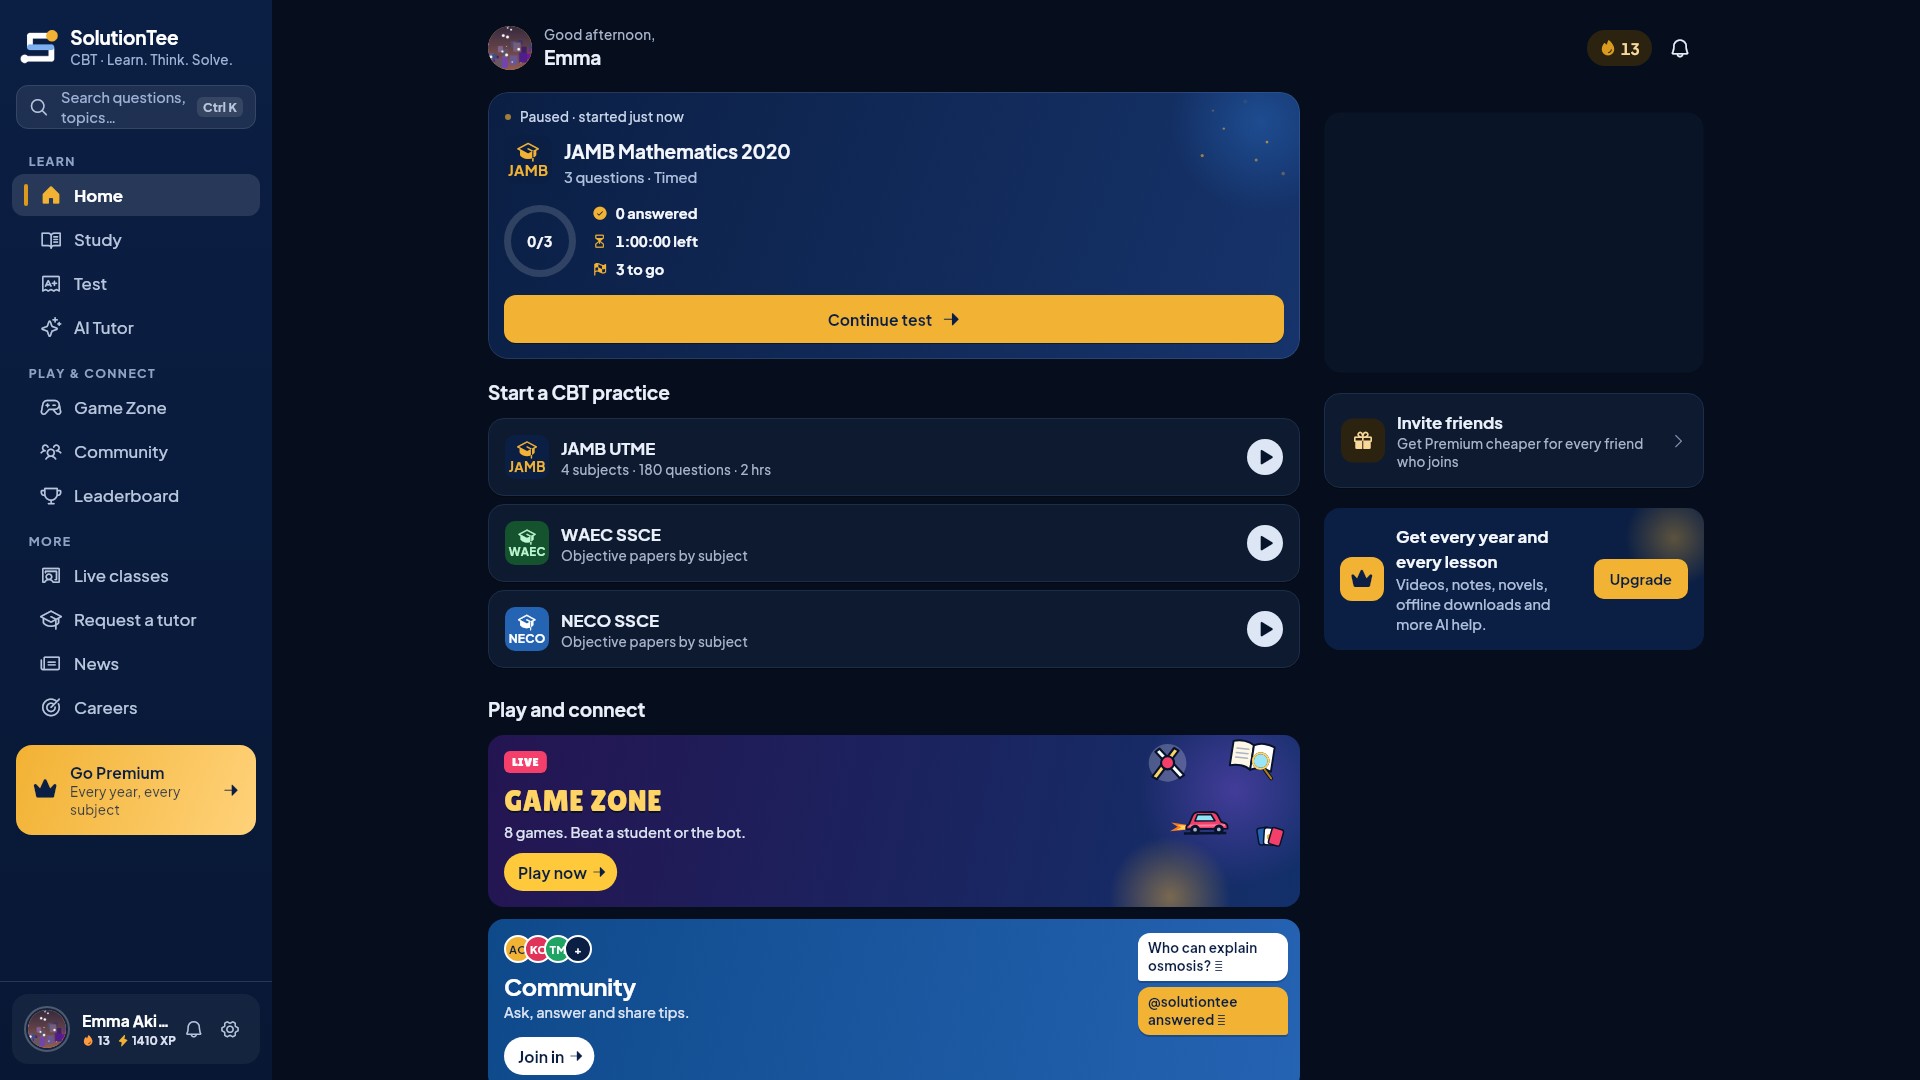 SolutionTee
CBT · Learn. Think. Solve.
Search questions,
topics...
Ctrl K
LEARN
Home
Study
Test
AI Tutor
PLAY & CONNECT
Game Zone
Community
Leaderboard
MORE
Live classes
Request a tutor
News
Careers
Go Premium
Every year, every
subject
Emma Aki...
13 1410 XP
Good afternoon,
Emma
13
Paused · started just now
JAMB
JAMB Mathematics 2020
3 questions · Timed
0/3
0 answered
1:00:00 left
3 to go
Continue test
Start a CBT practice
JAMB
JAMB UTME
4 subjects · 180 questions · 2 hrs
WAEC
WAEC SSCE
Objective papers by subject
NECO
NECO SSCE
Objective papers by subject
Play and connect
LIVE
GAME ZONE
8 games. Beat a student or the bot.
Play now
AO KC TM +
Community
Ask, answer and share tips.
Join in
Who can explain
osmosis?
@solutiontee
answered
Invite friends
Get Premium cheaper for every friend
who joins
Get every year and
every lesson
Videos, notes, novels,
offline downloads and
more AI help.
Upgrade